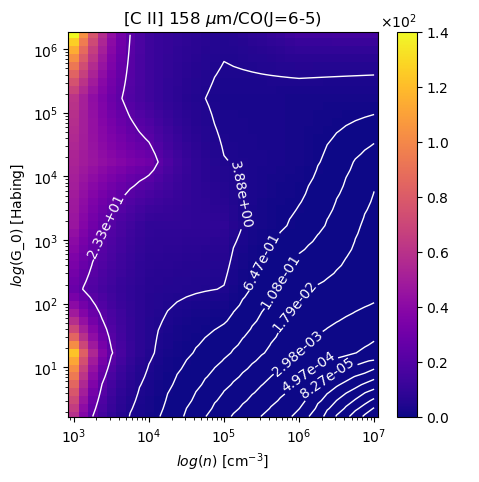 [C II] 158 μm/CO(J=6-5)
×10²
log(G_0) [Habing]
10⁶
10⁵
10⁴
10³
10²
10¹
2.33e+01
3.88e+00
6.47e-01
1.08e-01
1.79e-02
2.98e-03
4.97e-04
8.27e-05
10³ 10⁴ 10⁵ 10⁶ 10⁷
log(n) [cm⁻³]
1.4
1.2
1.0
0.8
0.6
0.4
0.2
0.0